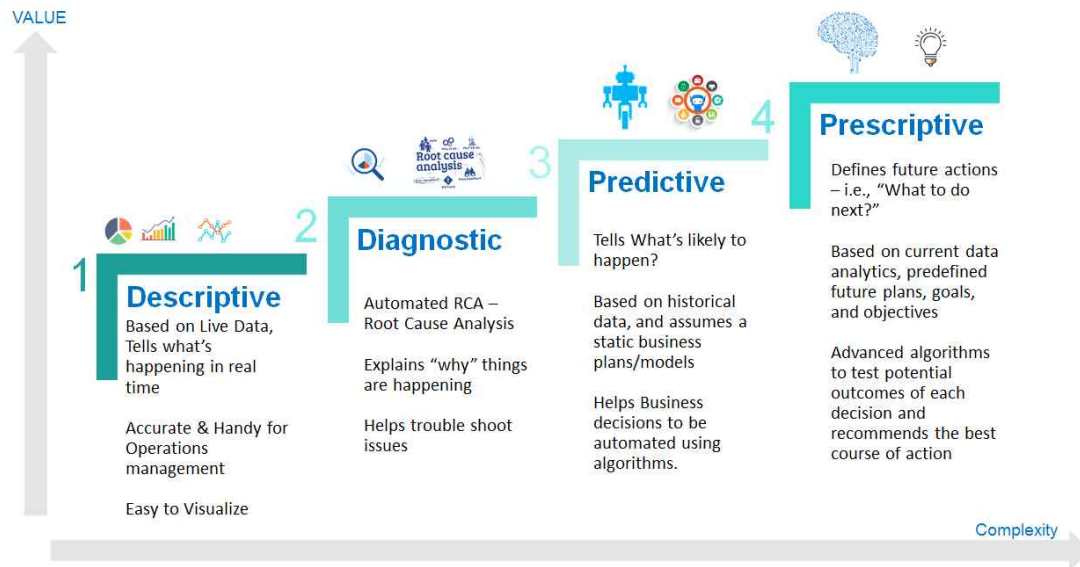 VALUE
1
Descriptive
Based on Live Data,
Tells what's
happening in real
time
Accurate & Handy for
Operations
management
Easy to Visualize
2
Root cause
analysis
Diagnostic
Automated RCA –
Root Cause Analysis
Explains “why” things
are happening
Helps trouble shoot
issues
3
Predictive
Tells What’s likely to
happen?
Based on historical
data, and assumes a
static business
plans/models
Helps Business
decisions to be
automated using
algorithms.
4
Prescriptive
Defines future actions
– i.e., “What to do
next?”
Based on current data
analytics, predefined
future plans, goals,
and objectives
Advanced algorithms
to test potential
outcomes of each
decision and
recommends the best
course of action
Complexity